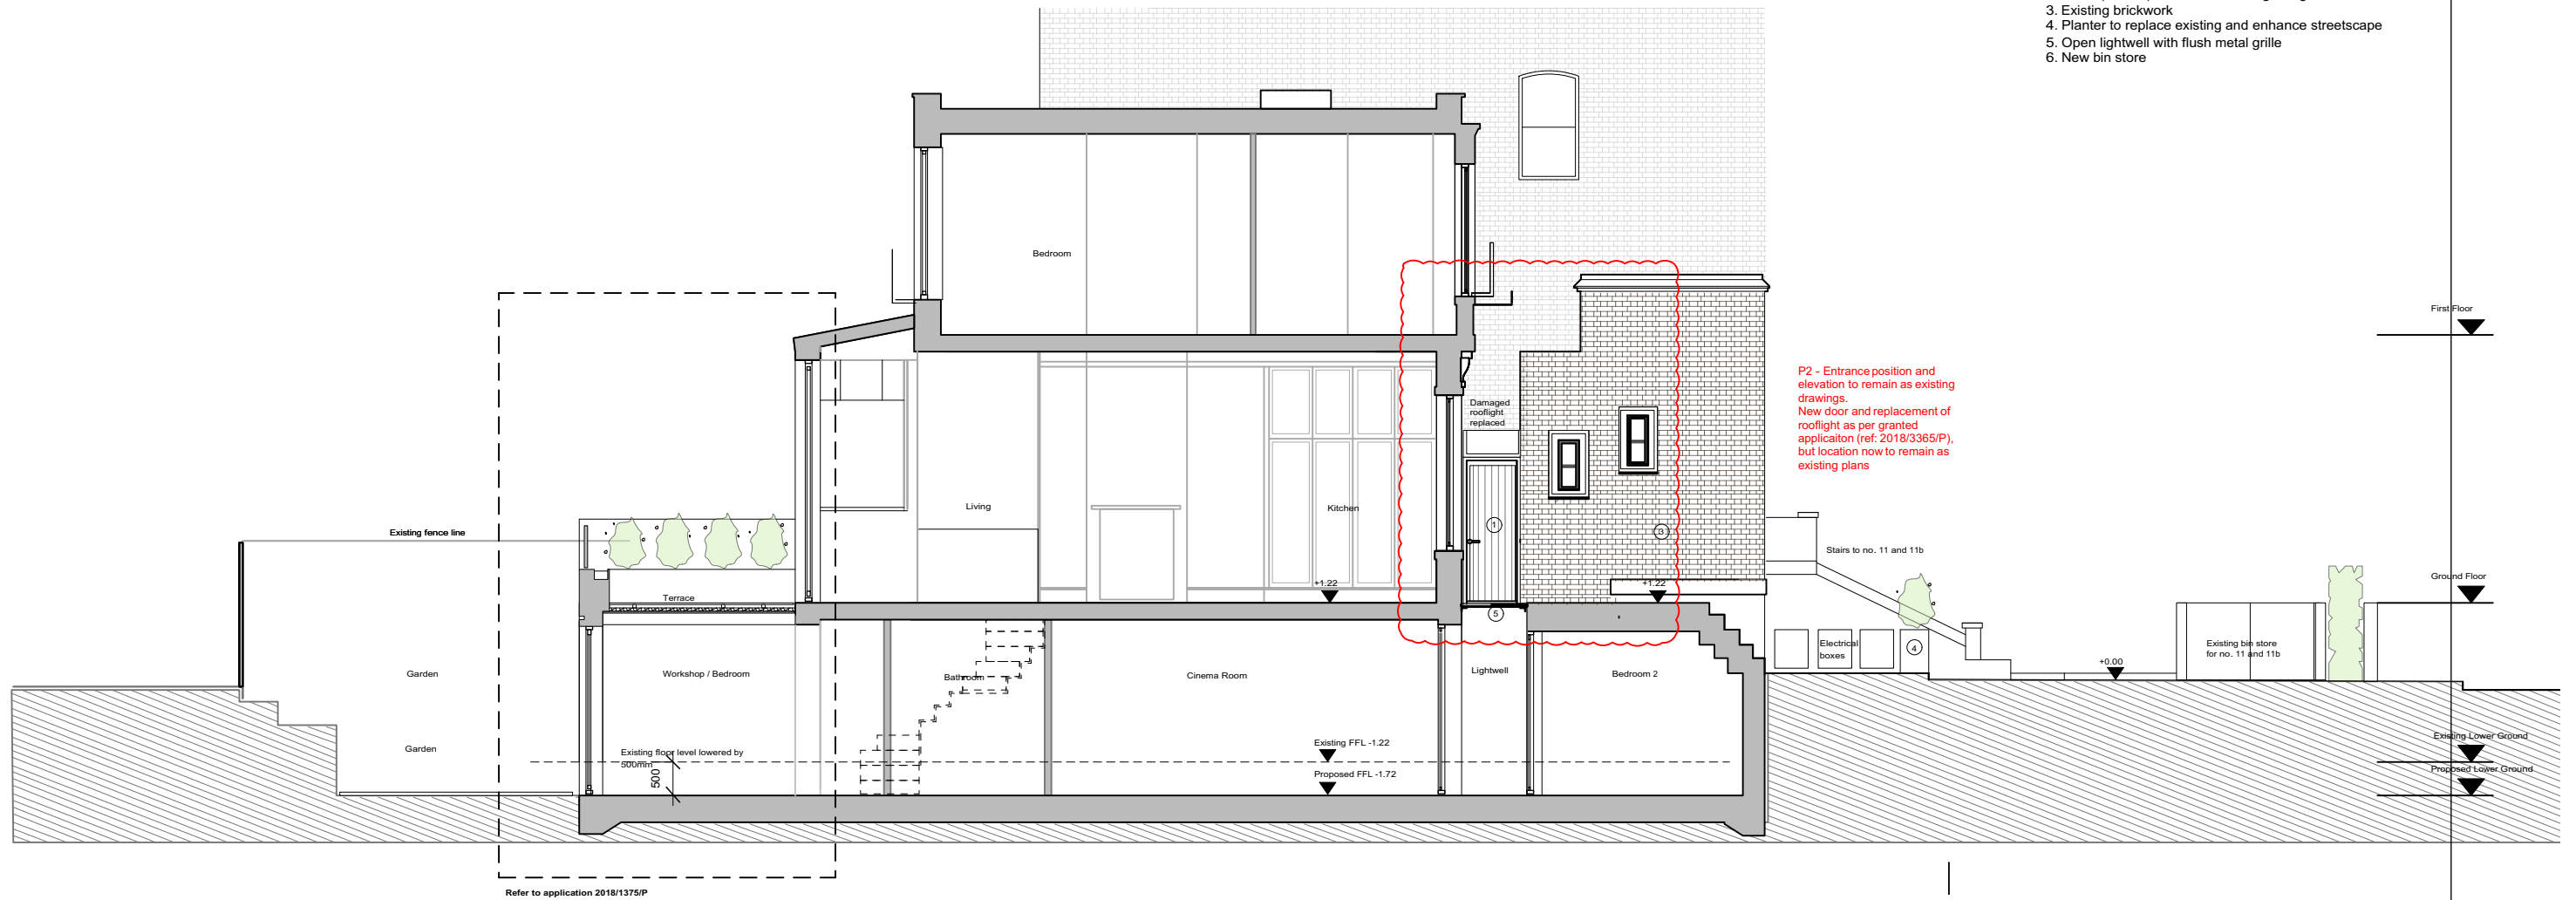 3. Existing brickwork
4. Planter to replace existing and enhance streetscape
5. Open lightwell with flush metal grille
6. New bin store
Bedroom
First Floor
P2 - Entrance position and
elevation to remain as existing
drawings.
New door and replacement of
rooflight as per granted
applicaiton (ref: 2018/3365/P),
but location now to remain as
existing plans
Damaged
rooflight
replaced
Living
Kitchen
1
3
Existing fence line
Stairs to no. 11 and 11b
Terrace
+1.22
+1.22
Ground Floor
5
Electrical
boxes
4
Existing bin store
for no. 11 and 11b
+0.00
Garden
Workshop / Bedroom
Bathroom
Cinema Room
Lightwell
Bedroom 2
Garden
Existing floor level lowered by
500mm
500
Existing FFL -1.22
Proposed FFL -1.72
Existing Lower Ground
Proposed Lower Ground
Refer to application 2018/1375/P